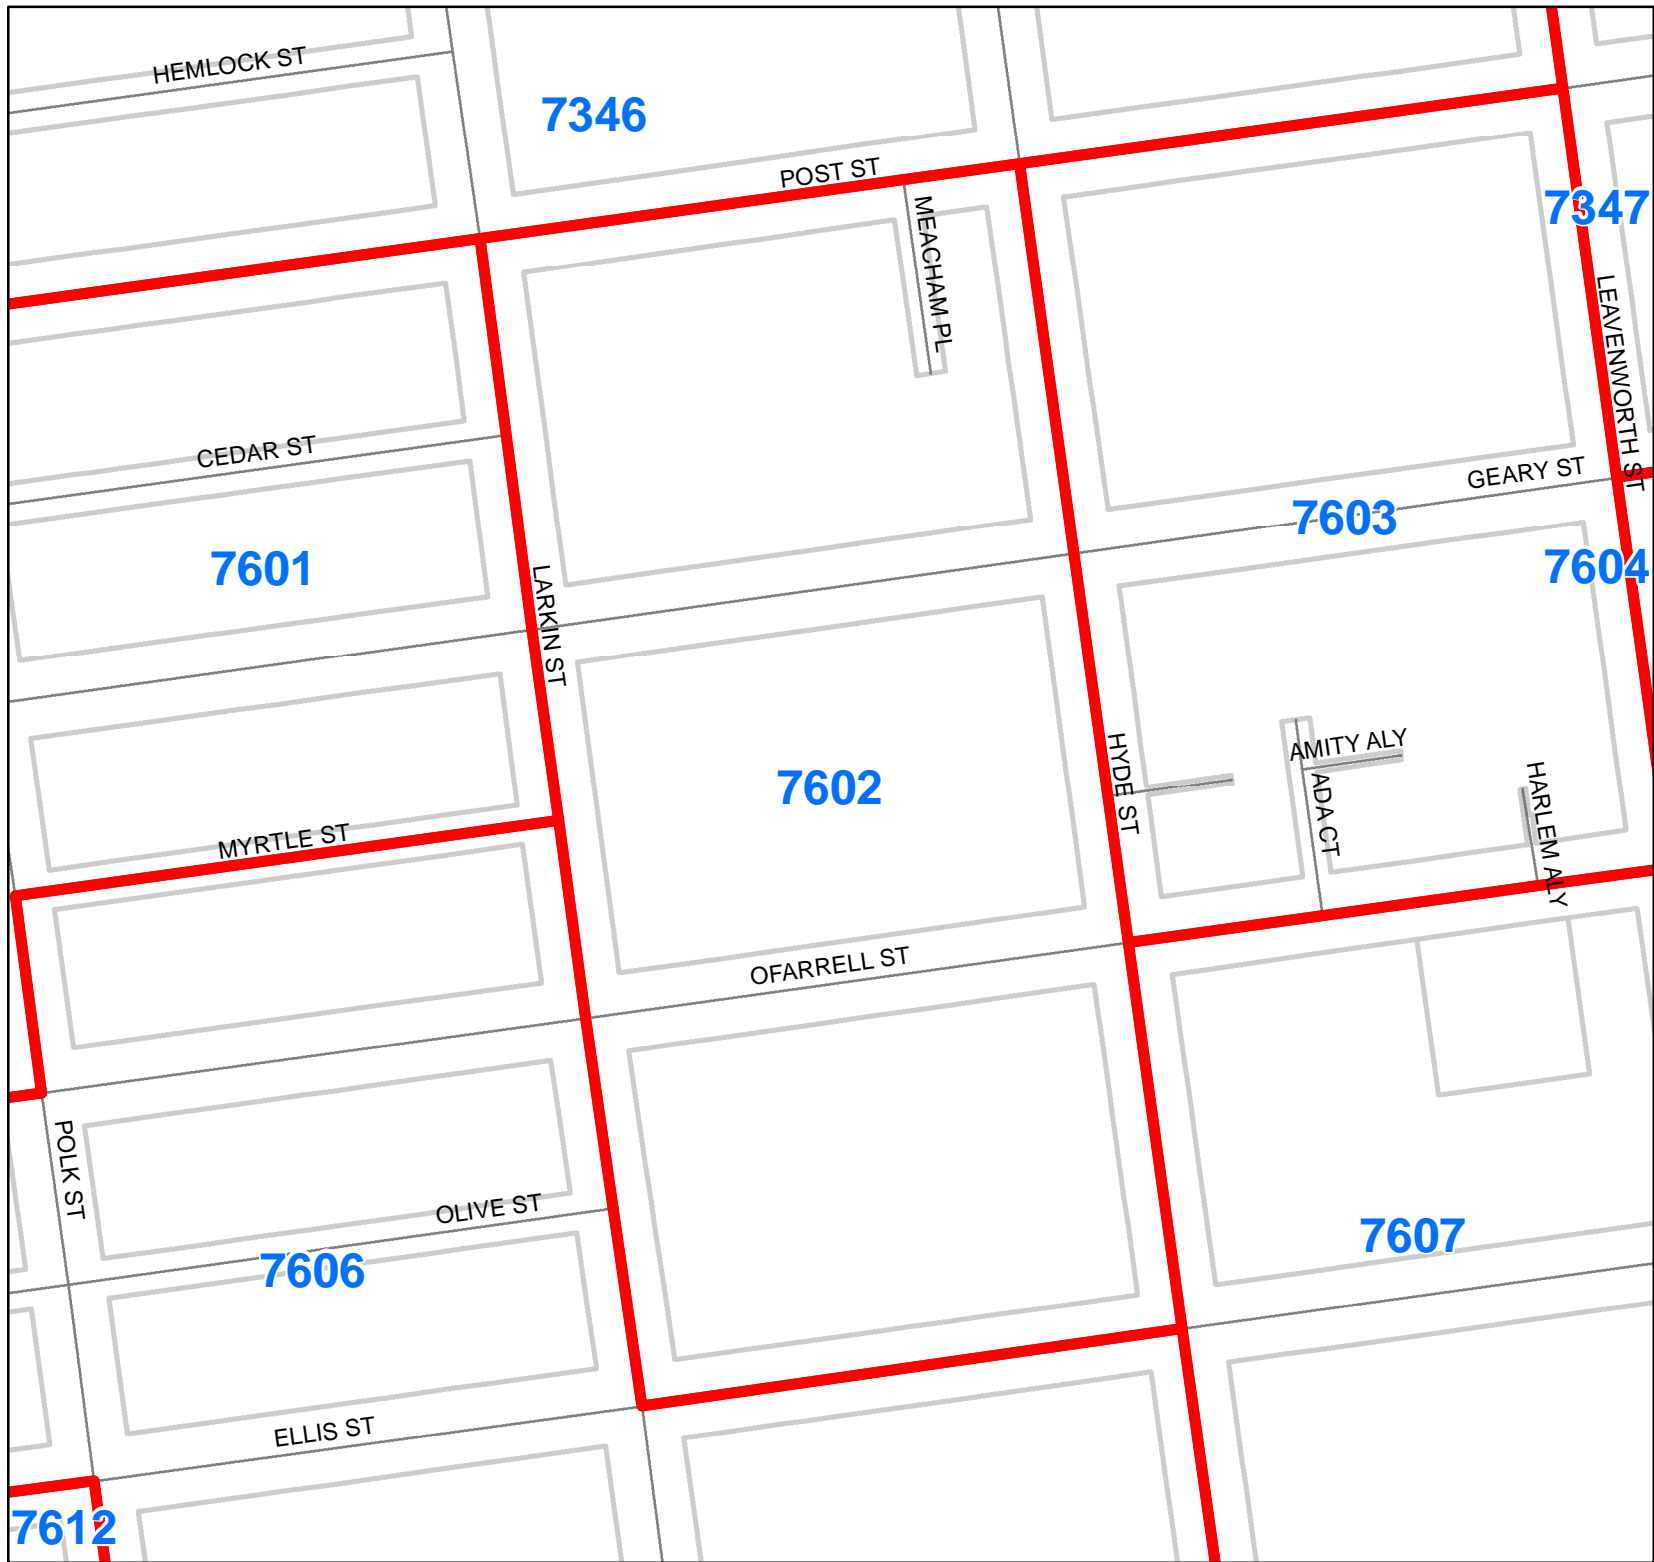 HEMLOCK ST
7346
POST ST
MEACHAM PL
7347
LEAVENWORTH ST
CEDAR ST
GEARY ST
7603
7601
7604
LARKIN ST
HYDE ST
AMITY ALY
ADA CT
HARLEM ALY
7602
MYRTLE ST
OFARRELL ST
POLK ST
OLIVE ST
7606
7607
ELLIS ST
7612